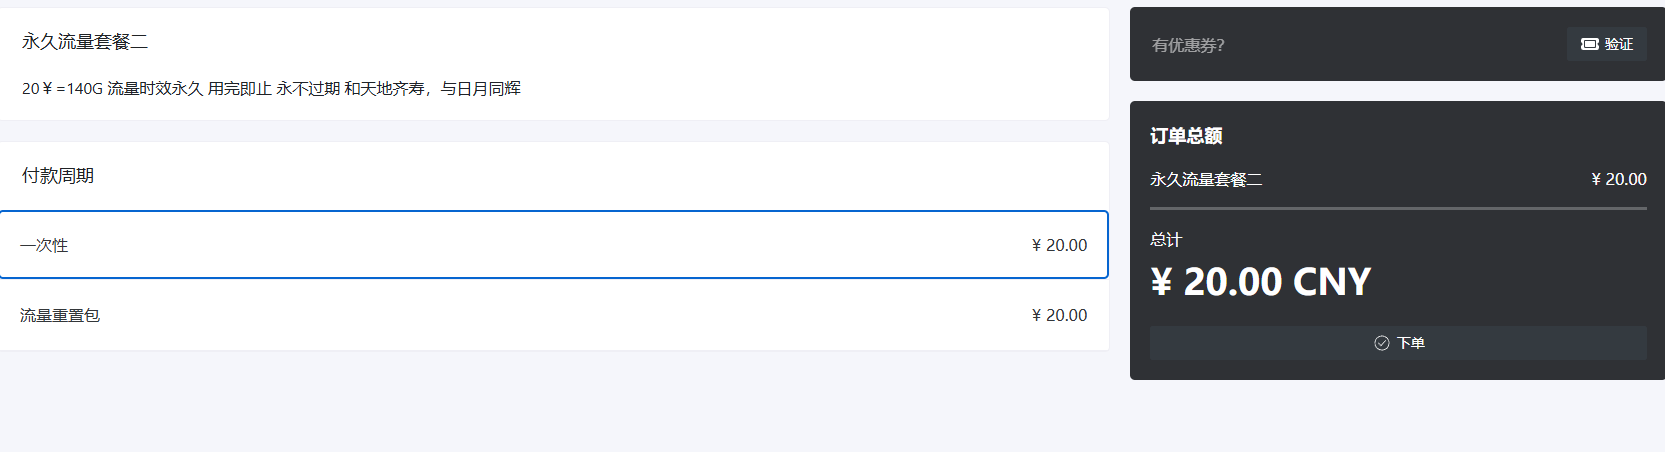 永久流量套餐二
20￥=140G 流量时效永久 用完即止 永不过期 和天地齐寿，与日月同辉
付款周期
一次性 ¥ 20.00
流量重置包 ¥ 20.00
有优惠券?
验证
订单总额
永久流量套餐二 ¥ 20.00
总计
¥ 20.00 CNY
下单